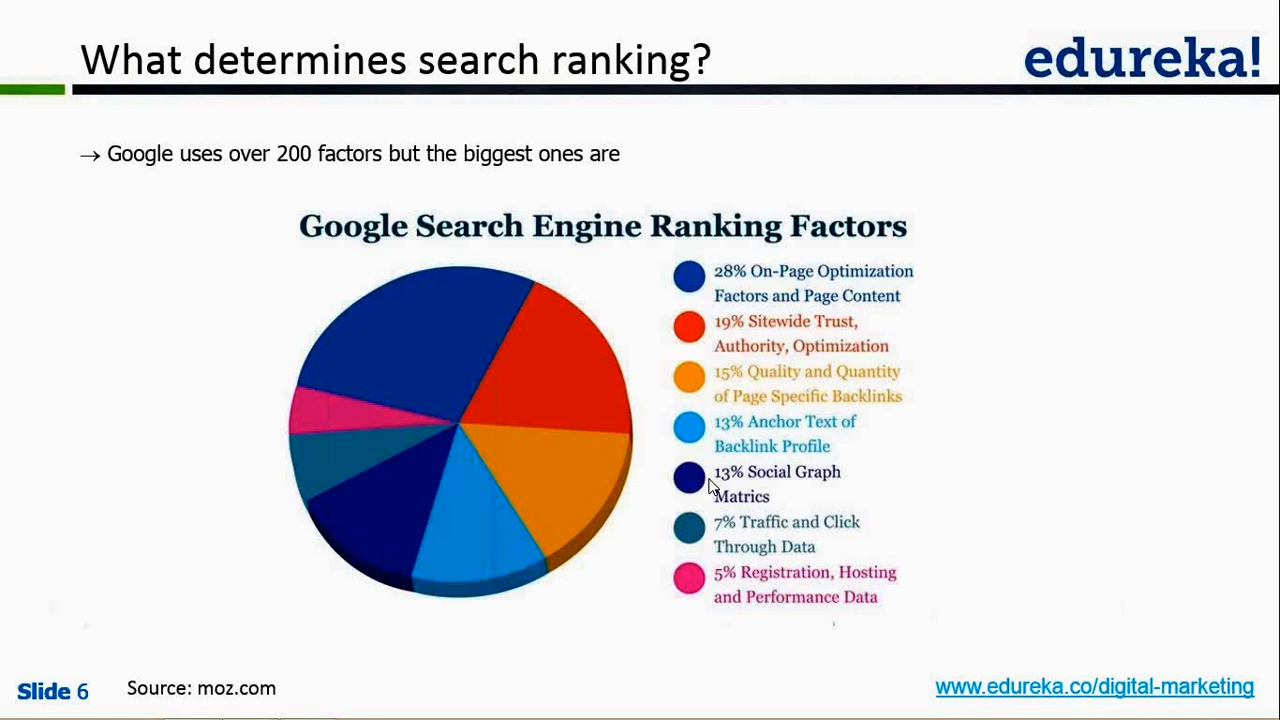 What determines search ranking?
edureka!
→ Google uses over 200 factors but the biggest ones are
Google Search Engine Ranking Factors
28% On-Page Optimization
Factors and Page Content
19% Sitewide Trust,
Authority, Optimization
15% Quality and Quantity
of Page Specific Backlinks
13% Anchor Text of
Backlink Profile
13% Social Graph
Matrics
7% Traffic and Click
Through Data
5% Registration, Hosting
and Performance Data
Slide 6
Source: moz.com
www.edureka.co/digital-marketing